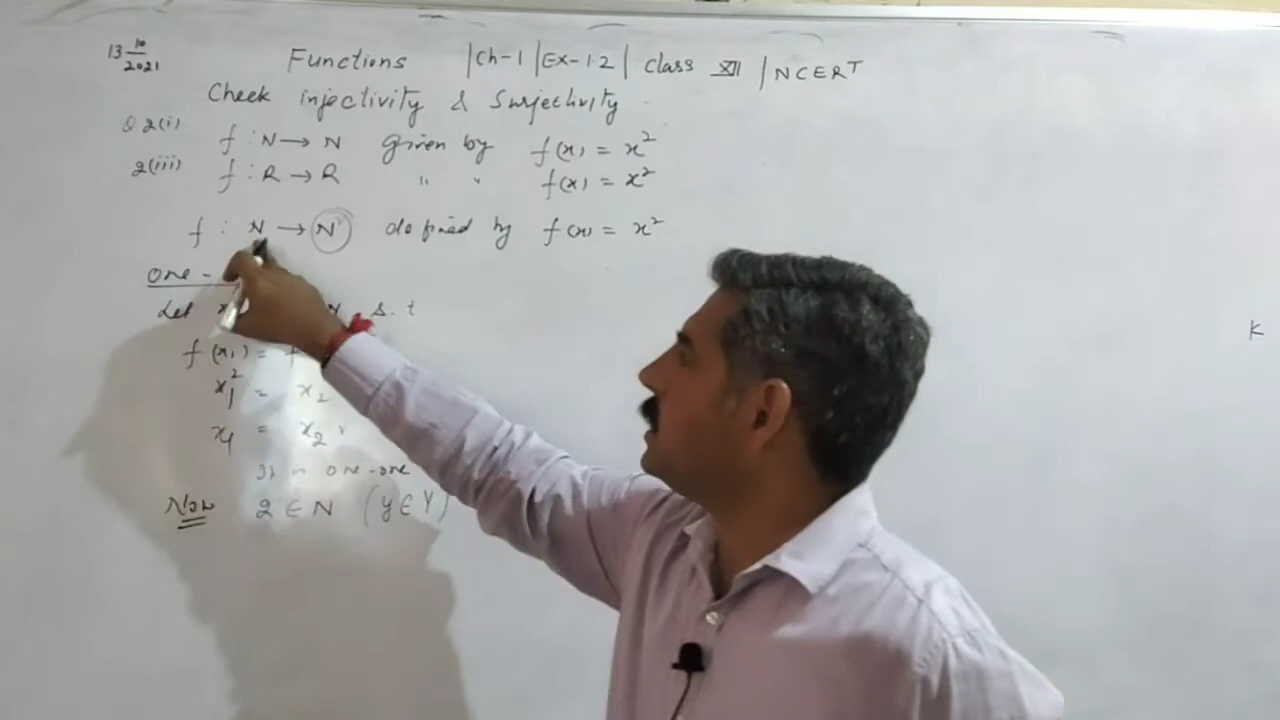 13 10/2021 Functions |Ch-1 |Ex-1.2| Class XII |NCERT
Check injectivity & Surjectivity
Q 2(i) f : N → N given by f(x) = x²
2(iii) f : R → R " " f(x) = x²
f : N → N defined by f(x) = x²
one-
Let s.t
f(x₁) = f
x₁² = x₂
x₁ = x₂
is one-one
Now 2 ∈ N (y ∈ Y)
K